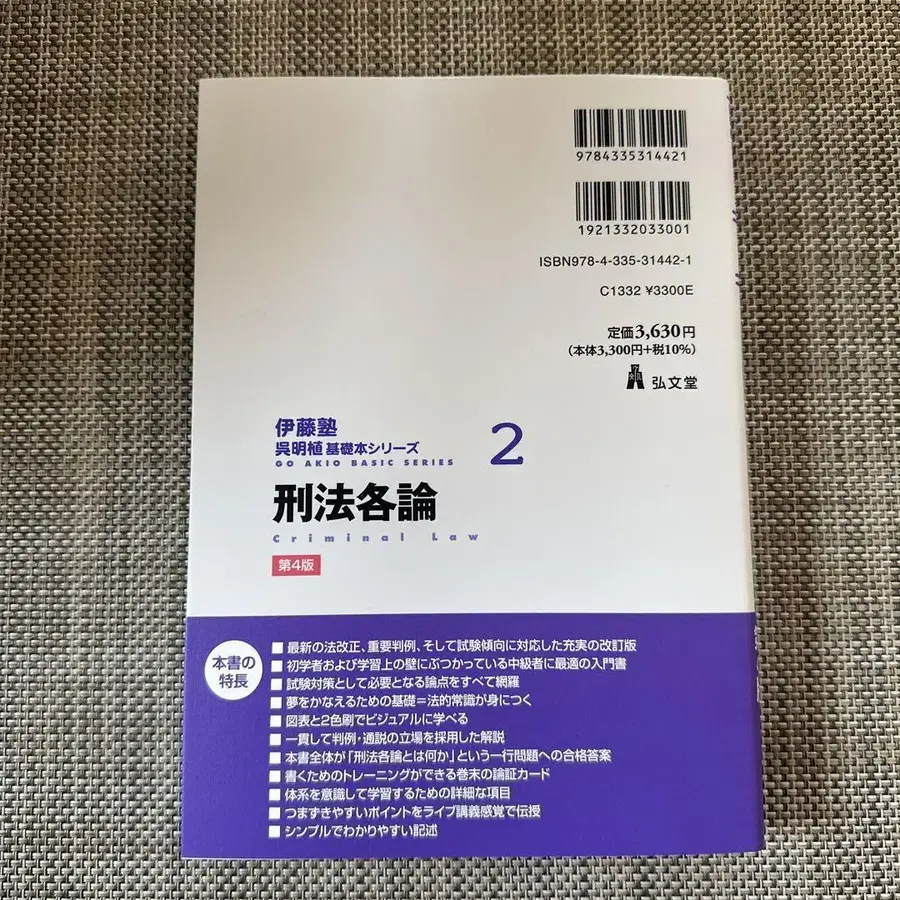 9784335314421
1921332033001
ISBN978-4-335-31442-1
C1332 ¥3300E
定価3,630円
(本体3,300円+税10%)
弘文堂
伊藤塾
呉明植 基礎本シリーズ 2
GO AKIO BASIC SERIES
刑法各論
Criminal Law
第4版
本書の
特長
■ 最新の法改正、重要判例、そして試験傾向に対応した充実の改訂版
■ 初学者および学習上の壁にぶつかっている中級者に最適の入門書
■ 試験対策として必要となる論点をすべて網羅
■ 夢をかなえるための基礎=法的常識が身につく
■ 図表と2色刷でビジュアルに学べる
■ 一貫して判例・通説の立場を採用した解説
■ 本書全体が「刑法各論とは何か」という一行問題への合格答案
■ 書くためのトレーニングができる巻末の論証カード
■ 体系を意識して学習するための詳細な項目
■ つまずきやすいポイントをライブ講義感覚で伝授
■ シンプルでわかりやすい記述